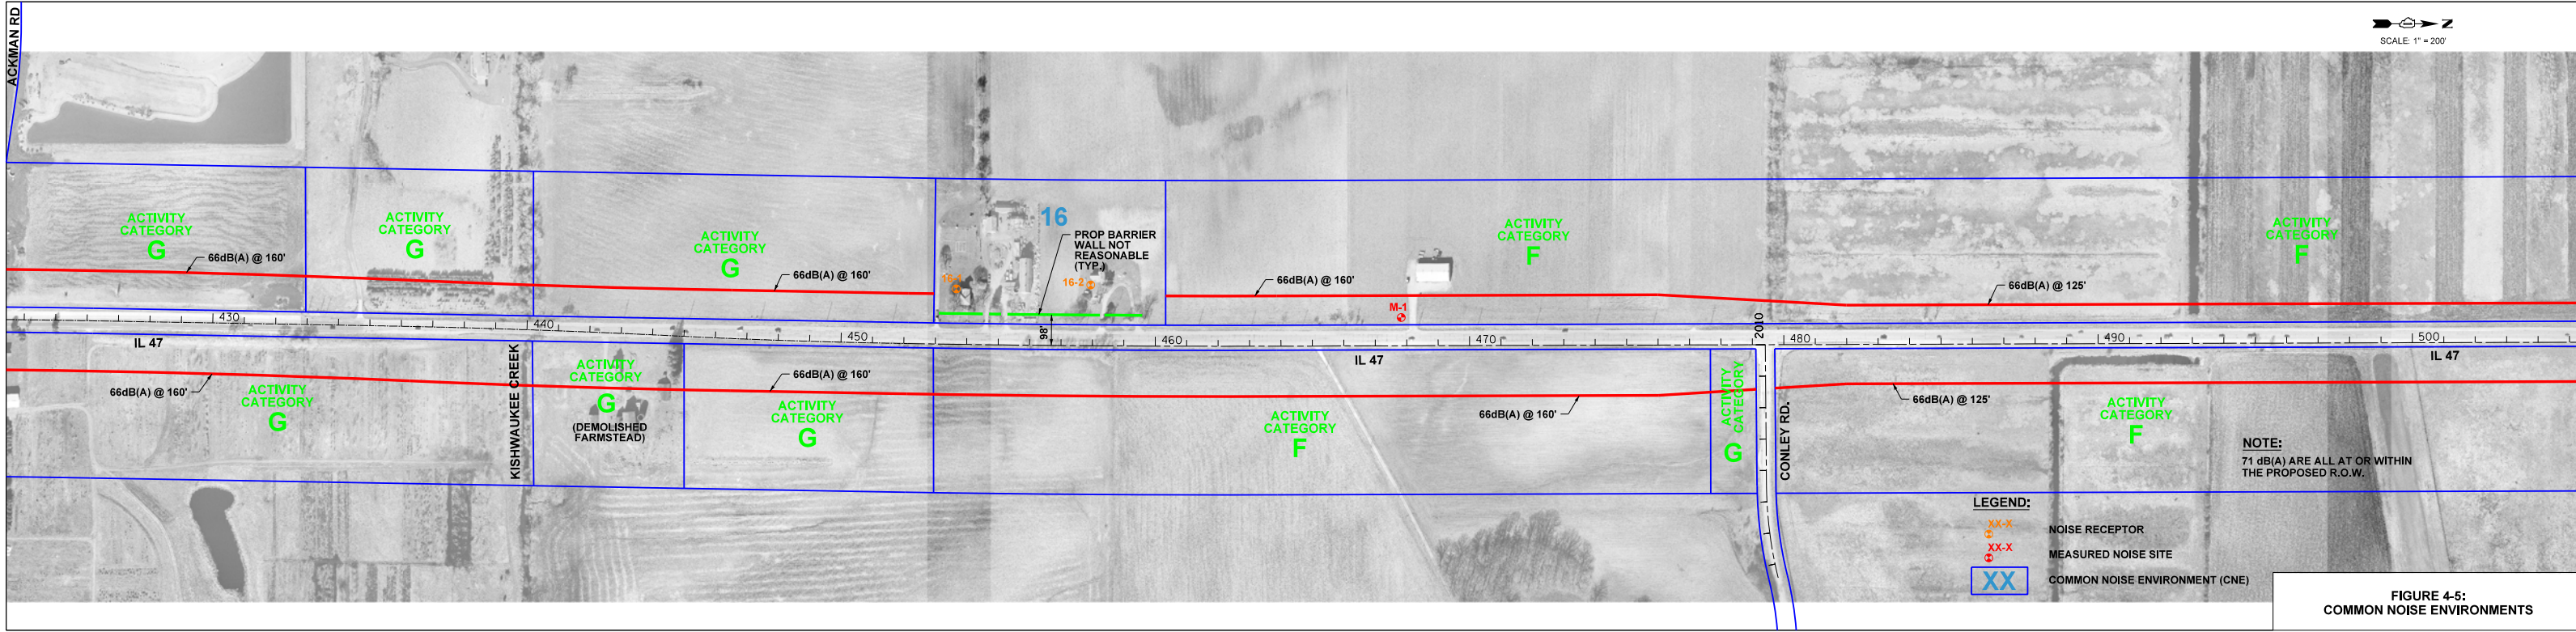 ACKMAN RD
N
SCALE: 1" = 200'
ACTIVITY
CATEGORY
G
66dB(A) @ 160'
ACTIVITY
CATEGORY
G
ACTIVITY
CATEGORY
G
66dB(A) @ 160'
16
PROP BARRIER
WALL NOT
REASONABLE
(TYP.)
16-2
98'
ACTIVITY
CATEGORY
F
66dB(A) @ 160'
M-1
66dB(A) @ 125'
ACTIVITY
CATEGORY
F
430
440
450
460
470
2010
480
490
500
IL 47
IL 47
IL 47
66dB(A) @ 160'
ACTIVITY
CATEGORY
G
KISHWAUKEE CREEK
ACTIVITY
CATEGORY
G
(DEMOLISHED
FARMSTEAD)
66dB(A) @ 160'
ACTIVITY
CATEGORY
G
ACTIVITY
CATEGORY
F
66dB(A) @ 160'
ACTIVITY
CATEGORY
G
CONLEY RD.
66dB(A) @ 125'
ACTIVITY
CATEGORY
F
NOTE:
71 dB(A) ARE ALL AT OR WITHIN
THE PROPOSED R.O.W.
LEGEND:
XX-X
NOISE RECEPTOR
XX-X
MEASURED NOISE SITE
XX
COMMON NOISE ENVIRONMENT (CNE)
FIGURE 4-5:
COMMON NOISE ENVIRONMENTS